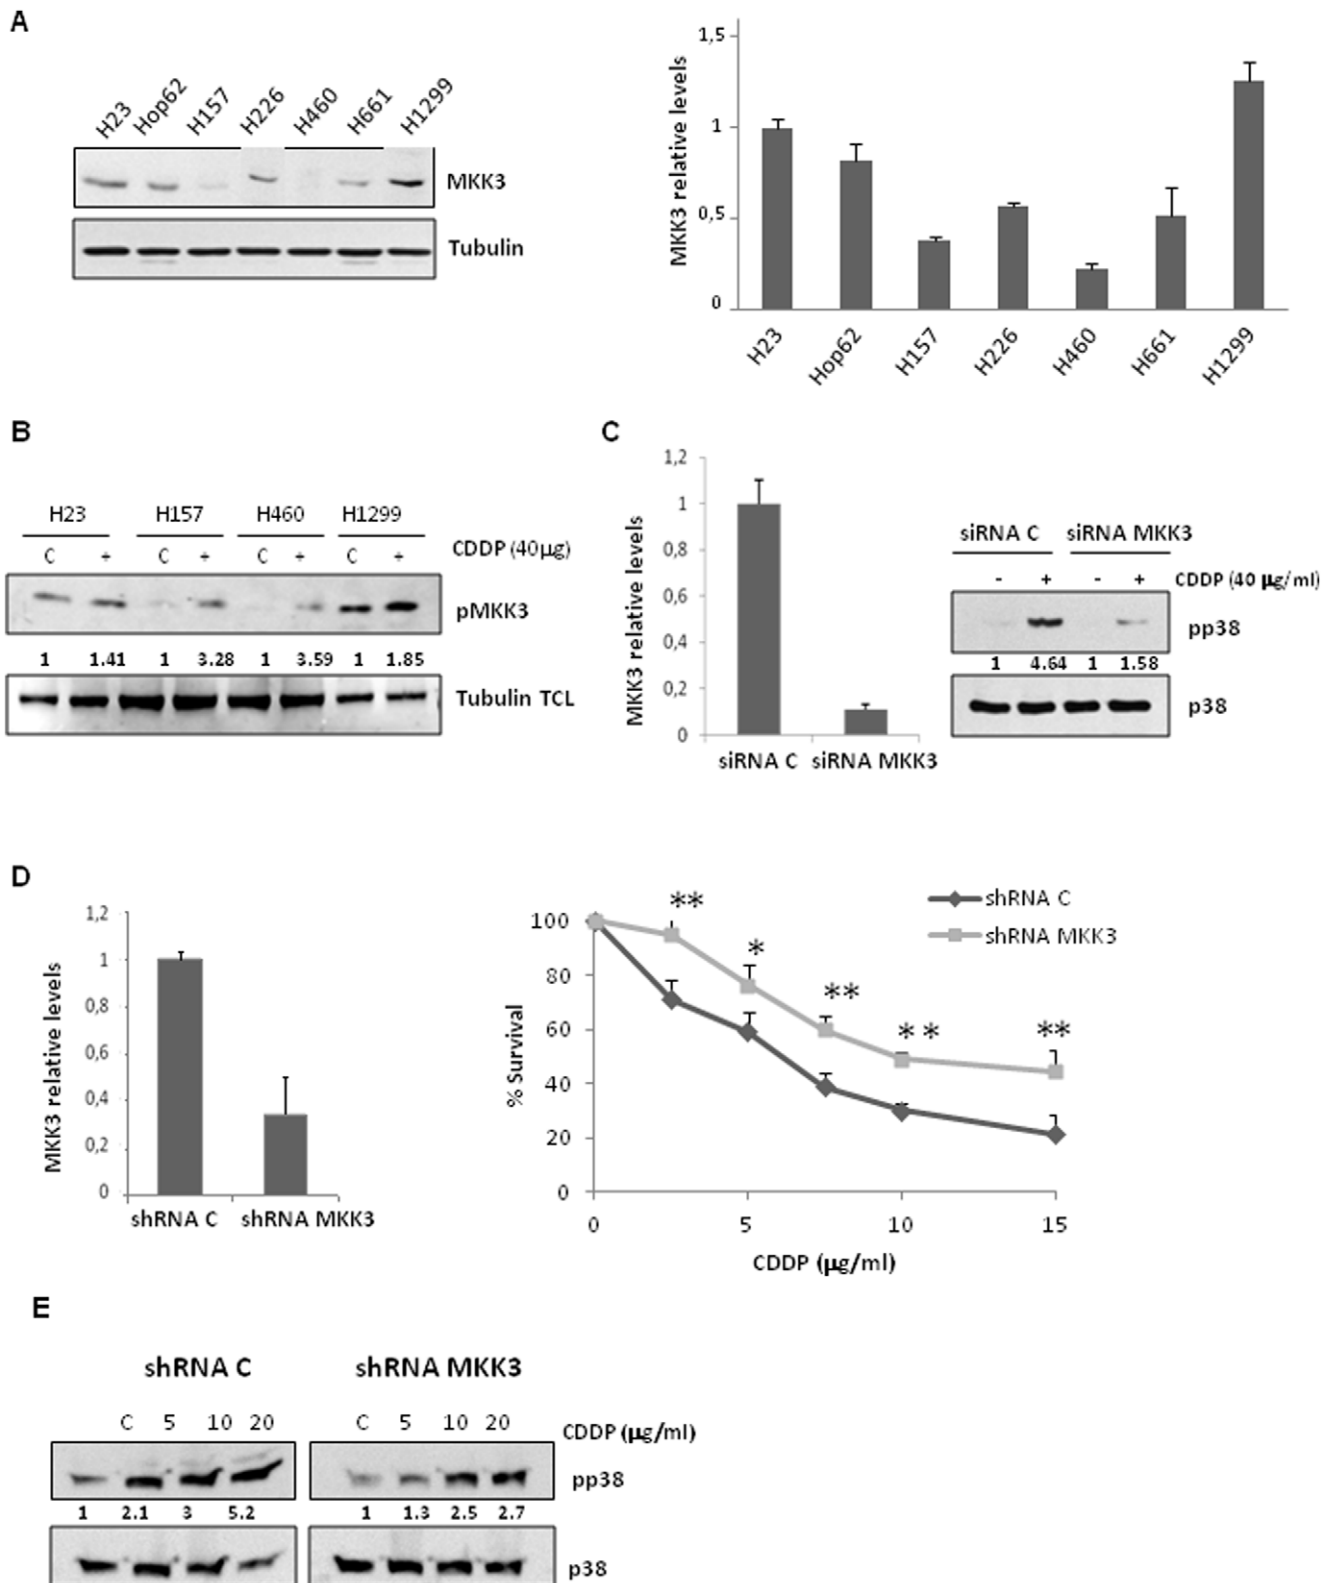 A
H23 Hop62 H157 H226 H460 H661 H1299
MKK3
Tubulin
MKK3 relative levels
1,5
1
0,5
0
H23 Hop62 H157 H226 H460 H661 H1299
B
H23 H157 H460 H1299
C + C + C + C +
CDDP (40µg)
pMKK3
1 1.41 1 3.28 1 3.59 1 1.85
Tubulin TCL
C
MKK3 relative levels
1,2
1
0,8
0,6
0,4
0,2
0
siRNA C siRNA MKK3
siRNA C siRNA MKK3
- + - + CDDP (40 µg/ml)
pp38
1 4.64 1 1.58
p38
D
MKK3 relative levels
1,2
1
0,8
0,6
0,4
0,2
0
shRNA C shRNA MKK3
% Survival
100
80
60
40
20
0
** * ** * * **
shRNA C
shRNA MKK3
0 5 10 15
CDDP (µg/ml)
E
shRNA C shRNA MKK3
C 5 10 20 C 5 10 20 CDDP (µg/ml)
pp38
1 2.1 3 5.2 1 1.3 2.5 2.7
p38